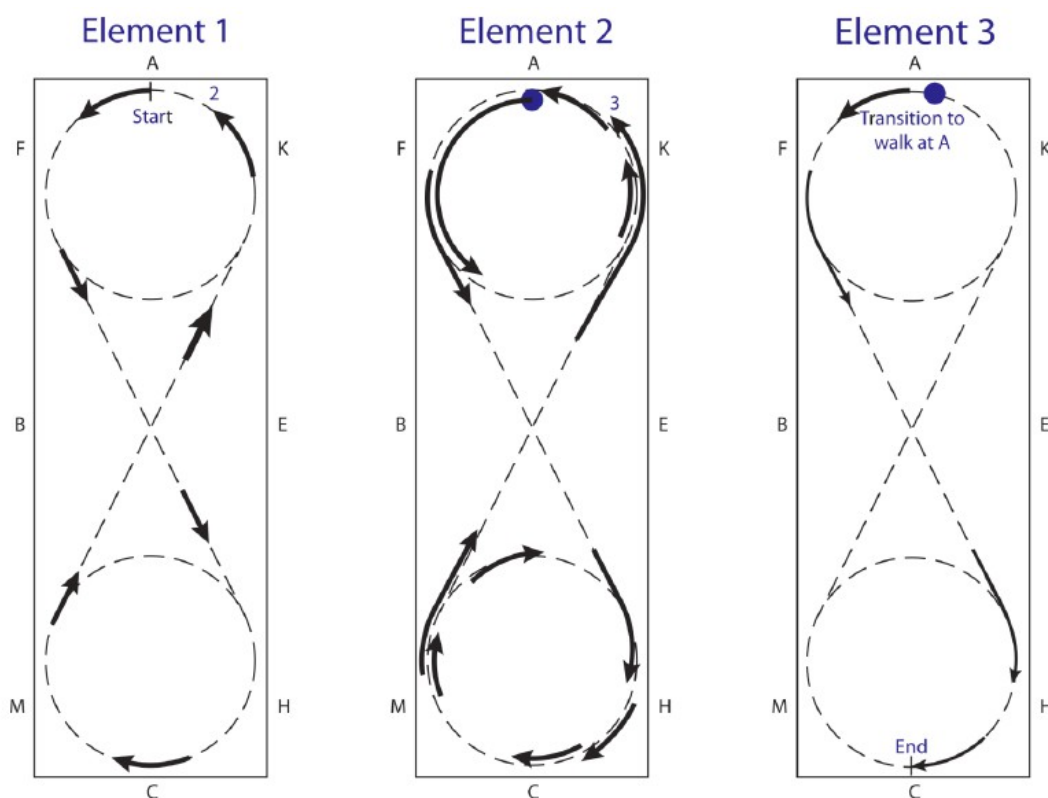 Element 1
A
2
Start
F
K
B
E
M
H
C
Element 2
A
3
F
K
B
E
M
H
C
Element 3
A
Transition to
walk at A
F
K
B
E
M
H
End
C